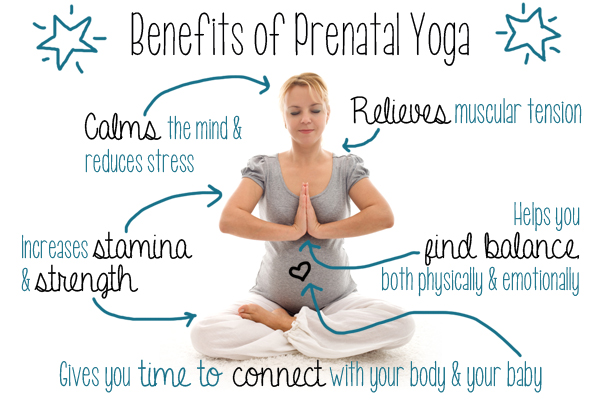 Benefits of Prenatal Yoga
Calms the mind &
reduces stress
Relieves muscular tension
Increases stamina
& strength
Helps you
find balance
both physically & emotionally
Gives you time to connect with your body & your baby